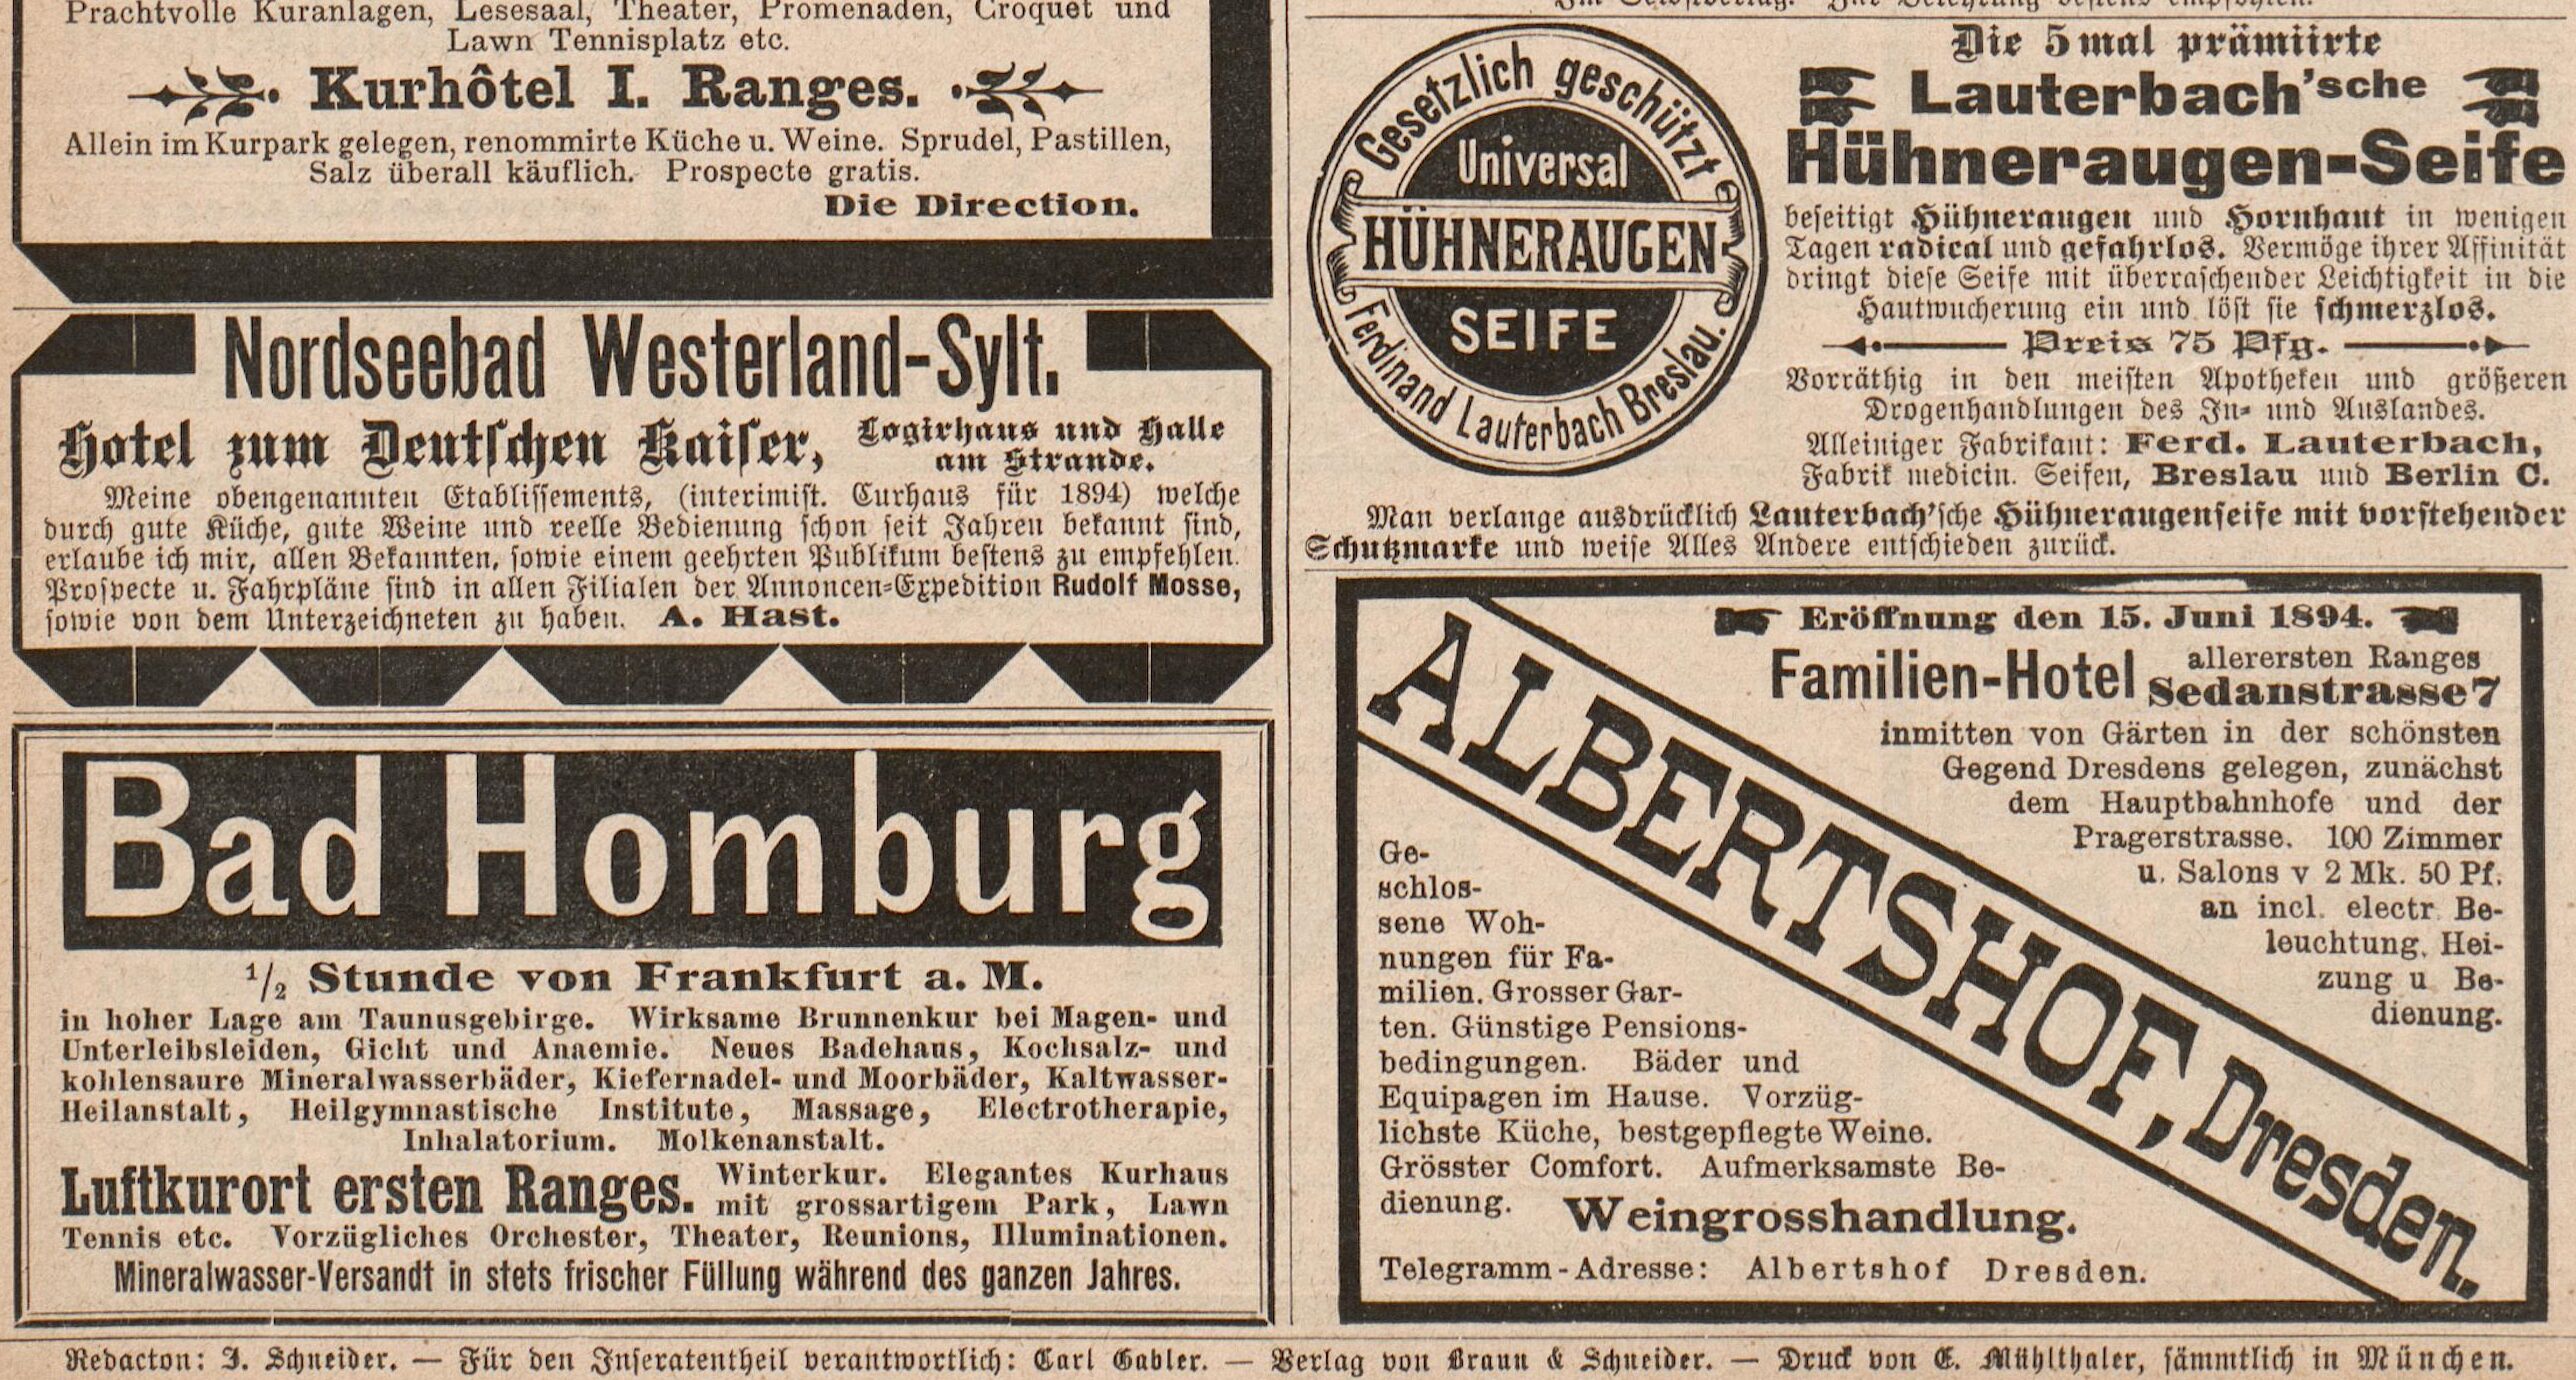 Prachtvolle Kuranlagen, Lesesaal, Theater, Promenaden, Croquet und
Lawn Tennisplatz etc.
Kurhôtel I. Ranges.
Allein im Kurpark gelegen, renommirte Küche u. Weine. Sprudel, Pastillen,
Salz überall käuflich. Prospecte gratis.
Die Direction.
Nordseebad Westerland-Sylt.
Hotel zum Deutschen Kaiser,
Logirhaus und Halle
am Strande.
Meine obengenannten Etablissements, (interimist. Curhaus für 1894) welche
durch gute Küche, gute Weine und reelle Bedienung schon seit Jahren bekannt sind,
erlaube ich mir, allen Bekannten, sowie einem geehrten Publikum bestens zu empfehlen.
Prospecte u. Fahrpläne sind in allen Filialen der Annoncen-Expedition Rudolf Mosse,
sowie von dem Unterzeichneten zu haben. A. Hast.
Bad Homburg
1/2 Stunde von Frankfurt a. M.
in hoher Lage am Taunusgebirge. Wirksame Brunnenkur bei Magen- und
Unterleibsleiden, Gicht und Anaemie. Neues Badehaus, Kochsalz- und
kohlensaure Mineralwasserbäder, Kiefernadel- und Moorbäder, Kaltwasser-
Heilanstalt, Heilgymnastische Institute, Massage, Electrotherapie,
Inhalatorium. Molkenanstalt.
Luftkurort ersten Ranges.
Winterkur. Elegantes Kurhaus
mit grossartigem Park, Lawn
Tennis etc. Vorzügliches Orchester, Theater, Reunions, Illuminationen.
Mineralwasser-Versandt in stets frischer Füllung während des ganzen Jahres.
Im Selbstverlag. Zur Belehrung bestens empfohlen.
Gesetzlich geschützt
Universal
HÜHNERAUGEN
SEIFE
Ferdinand Lauterbach Breslau.
Die 5 mal prämiirte
Lauterbach'sche
Hühneraugen-Seife
beseitigt Hühneraugen und Hornhaut in wenigen
Tagen radical und gefahrlos. Vermöge ihrer Affinität
dringt diese Seife mit überraschender Leichtigkeit in die
Hautwucherung ein und löst sie schmerzlos.
Preis 75 Pfg.
Vorräthig in den meisten Apotheken und größeren
Drogenhandlungen des In- und Auslandes.
Alleiniger Fabrikant: Ferd. Lauterbach,
Fabrik medicin. Seifen, Breslau und Berlin C.
Man verlange ausdrücklich Lauterbach'sche Hühneraugenseife mit vorstehender
Schutzmarke und weise Alles Andere entschieden zurück.
Eröffnung den 15. Juni 1894.
Familien-Hotel
allerersten Ranges
Sedanstrasse 7
inmitten von Gärten in der schönsten
Gegend Dresdens gelegen, zunächst
dem Hauptbahnhofe und der
Pragerstrasse. 100 Zimmer
u. Salons v 2 Mk. 50 Pf.
an incl. electr. Be-
leuchtung, Hei-
zung u Be-
dienung.
ALBERTSHOF, Dresden.
Ge-
schlos-
sene Woh-
nungen für Fa-
milien. Grosser Gar-
ten. Günstige Pensions-
bedingungen. Bäder und
Equipagen im Hause. Vorzüg-
lichste Küche, bestgepflegte Weine.
Grösster Comfort. Aufmerksamste Be-
dienung. Weingrosshandlung.
Telegramm-Adresse: Albertshof Dresden.
Redacton: J. Schneider. — Für den Inseratentheil verantwortlich: Carl Gabler. — Verlag von Braun & Schneider. — Druck von E. Mühlthaler, sämmtlich in München.